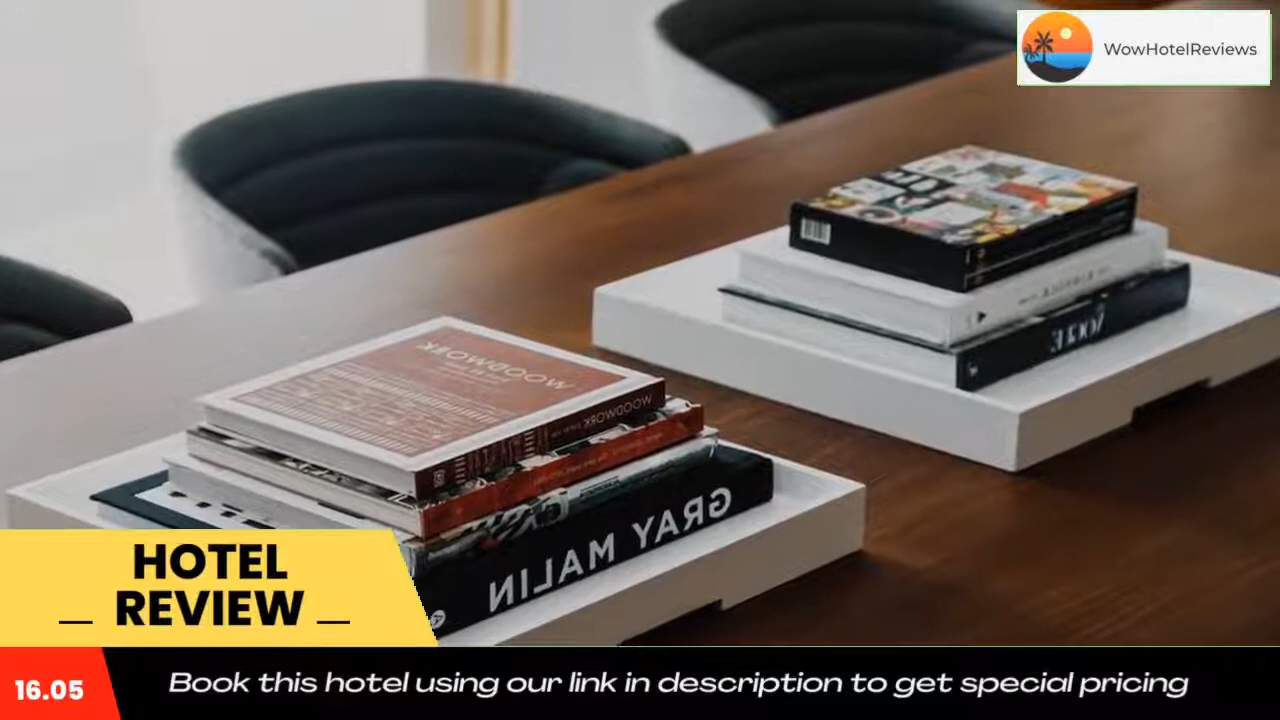 WowHotelReviews
WOODWORK
WOODWORK
GRAY MALIN
HOTEL
REVIEW
16.05
Book this hotel using our link in description to get special pricing